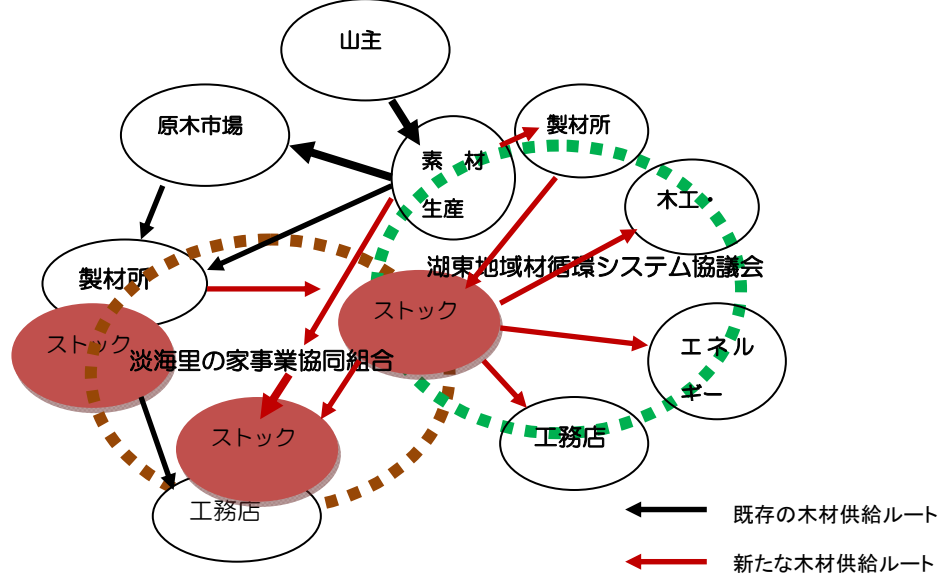 山主
原木市場
製材所
素　材
生産
木工・
湖東地域材循環システム協議会
製材所
ストック
ストック
エネル
ギー
淡海里の家事業協同組合
ストック
工務店
工務店
既存の木材供給ルート
新たな木材供給ルート